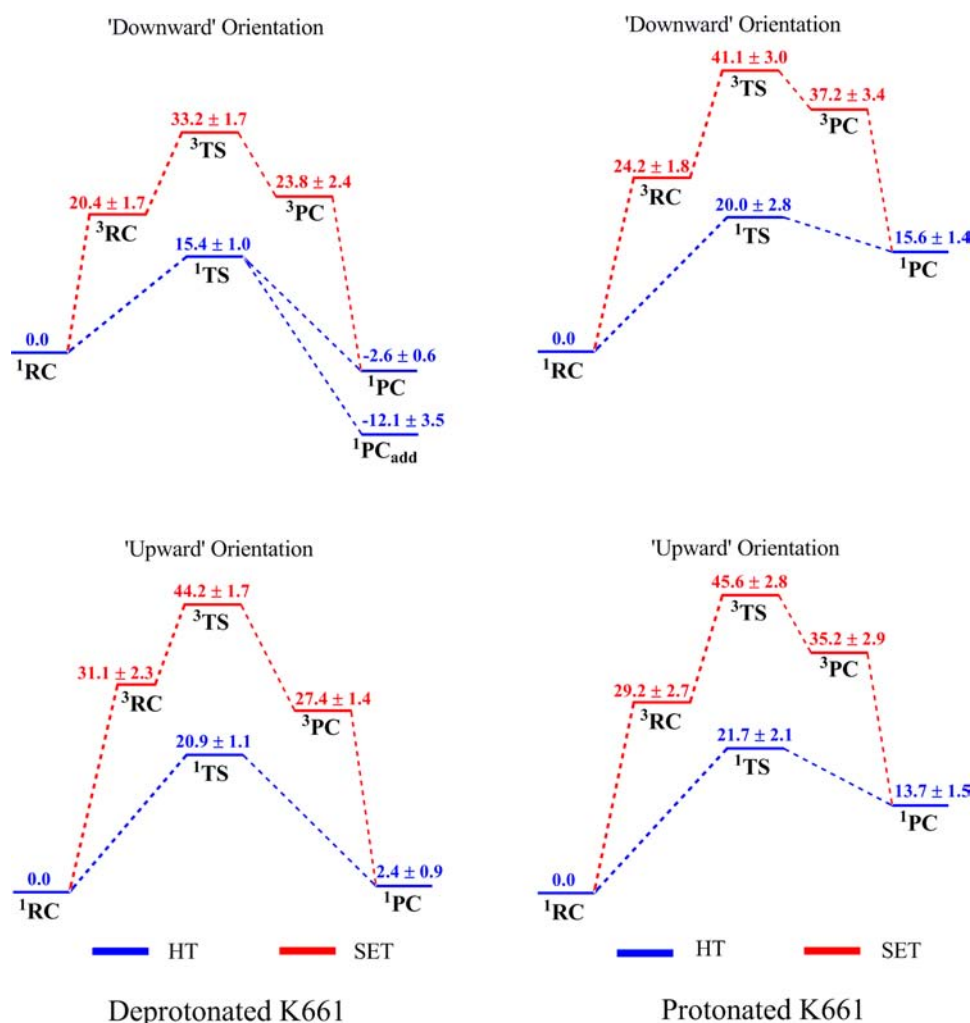 'Downward' Orientation
33.2 ± 1.7
³TS
20.4 ± 1.7
³RC
23.8 ± 2.4
³PC
15.4 ± 1.0
¹TS
0.0
¹RC
-2.6 ± 0.6
¹PC
-12.1 ± 3.5
¹PCadd
'Downward' Orientation
41.1 ± 3.0
³TS
37.2 ± 3.4
³PC
24.2 ± 1.8
³RC
20.0 ± 2.8
¹TS
15.6 ± 1.4
¹PC
0.0
¹RC
'Upward' Orientation
44.2 ± 1.7
³TS
31.1 ± 2.3
³RC
27.4 ± 1.4
³PC
20.9 ± 1.1
¹TS
0.0
¹RC
2.4 ± 0.9
¹PC
HT SET
Deprotonated K661
'Upward' Orientation
45.6 ± 2.8
³TS
35.2 ± 2.9
³PC
29.2 ± 2.7
³RC
21.7 ± 2.1
¹TS
13.7 ± 1.5
¹PC
0.0
¹RC
HT SET
Protonated K661